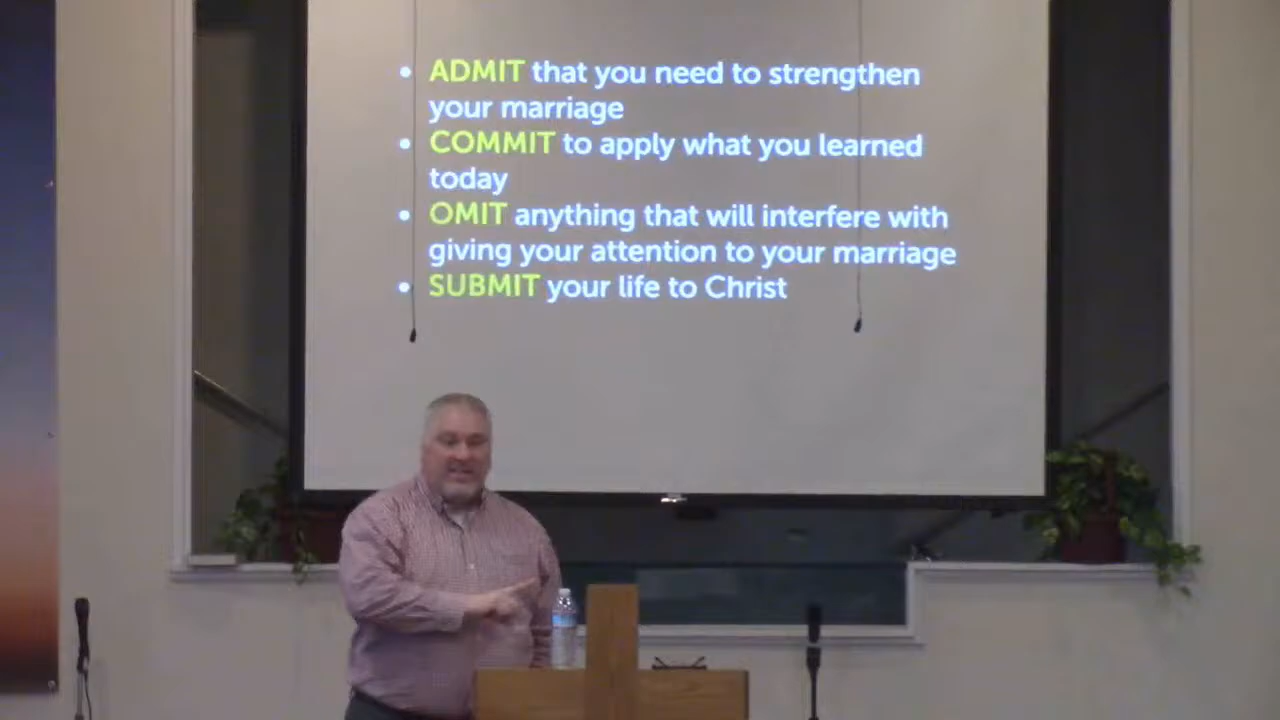 • ADMIT that you need to strengthen
your marriage
• COMMIT to apply what you learned
today
• OMIT anything that will interfere with
giving your attention to your marriage
• SUBMIT your life to Christ